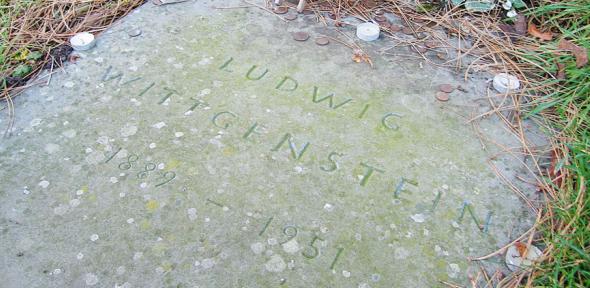 LUDWIG
WITTGENSTEIN
1889 – 1951